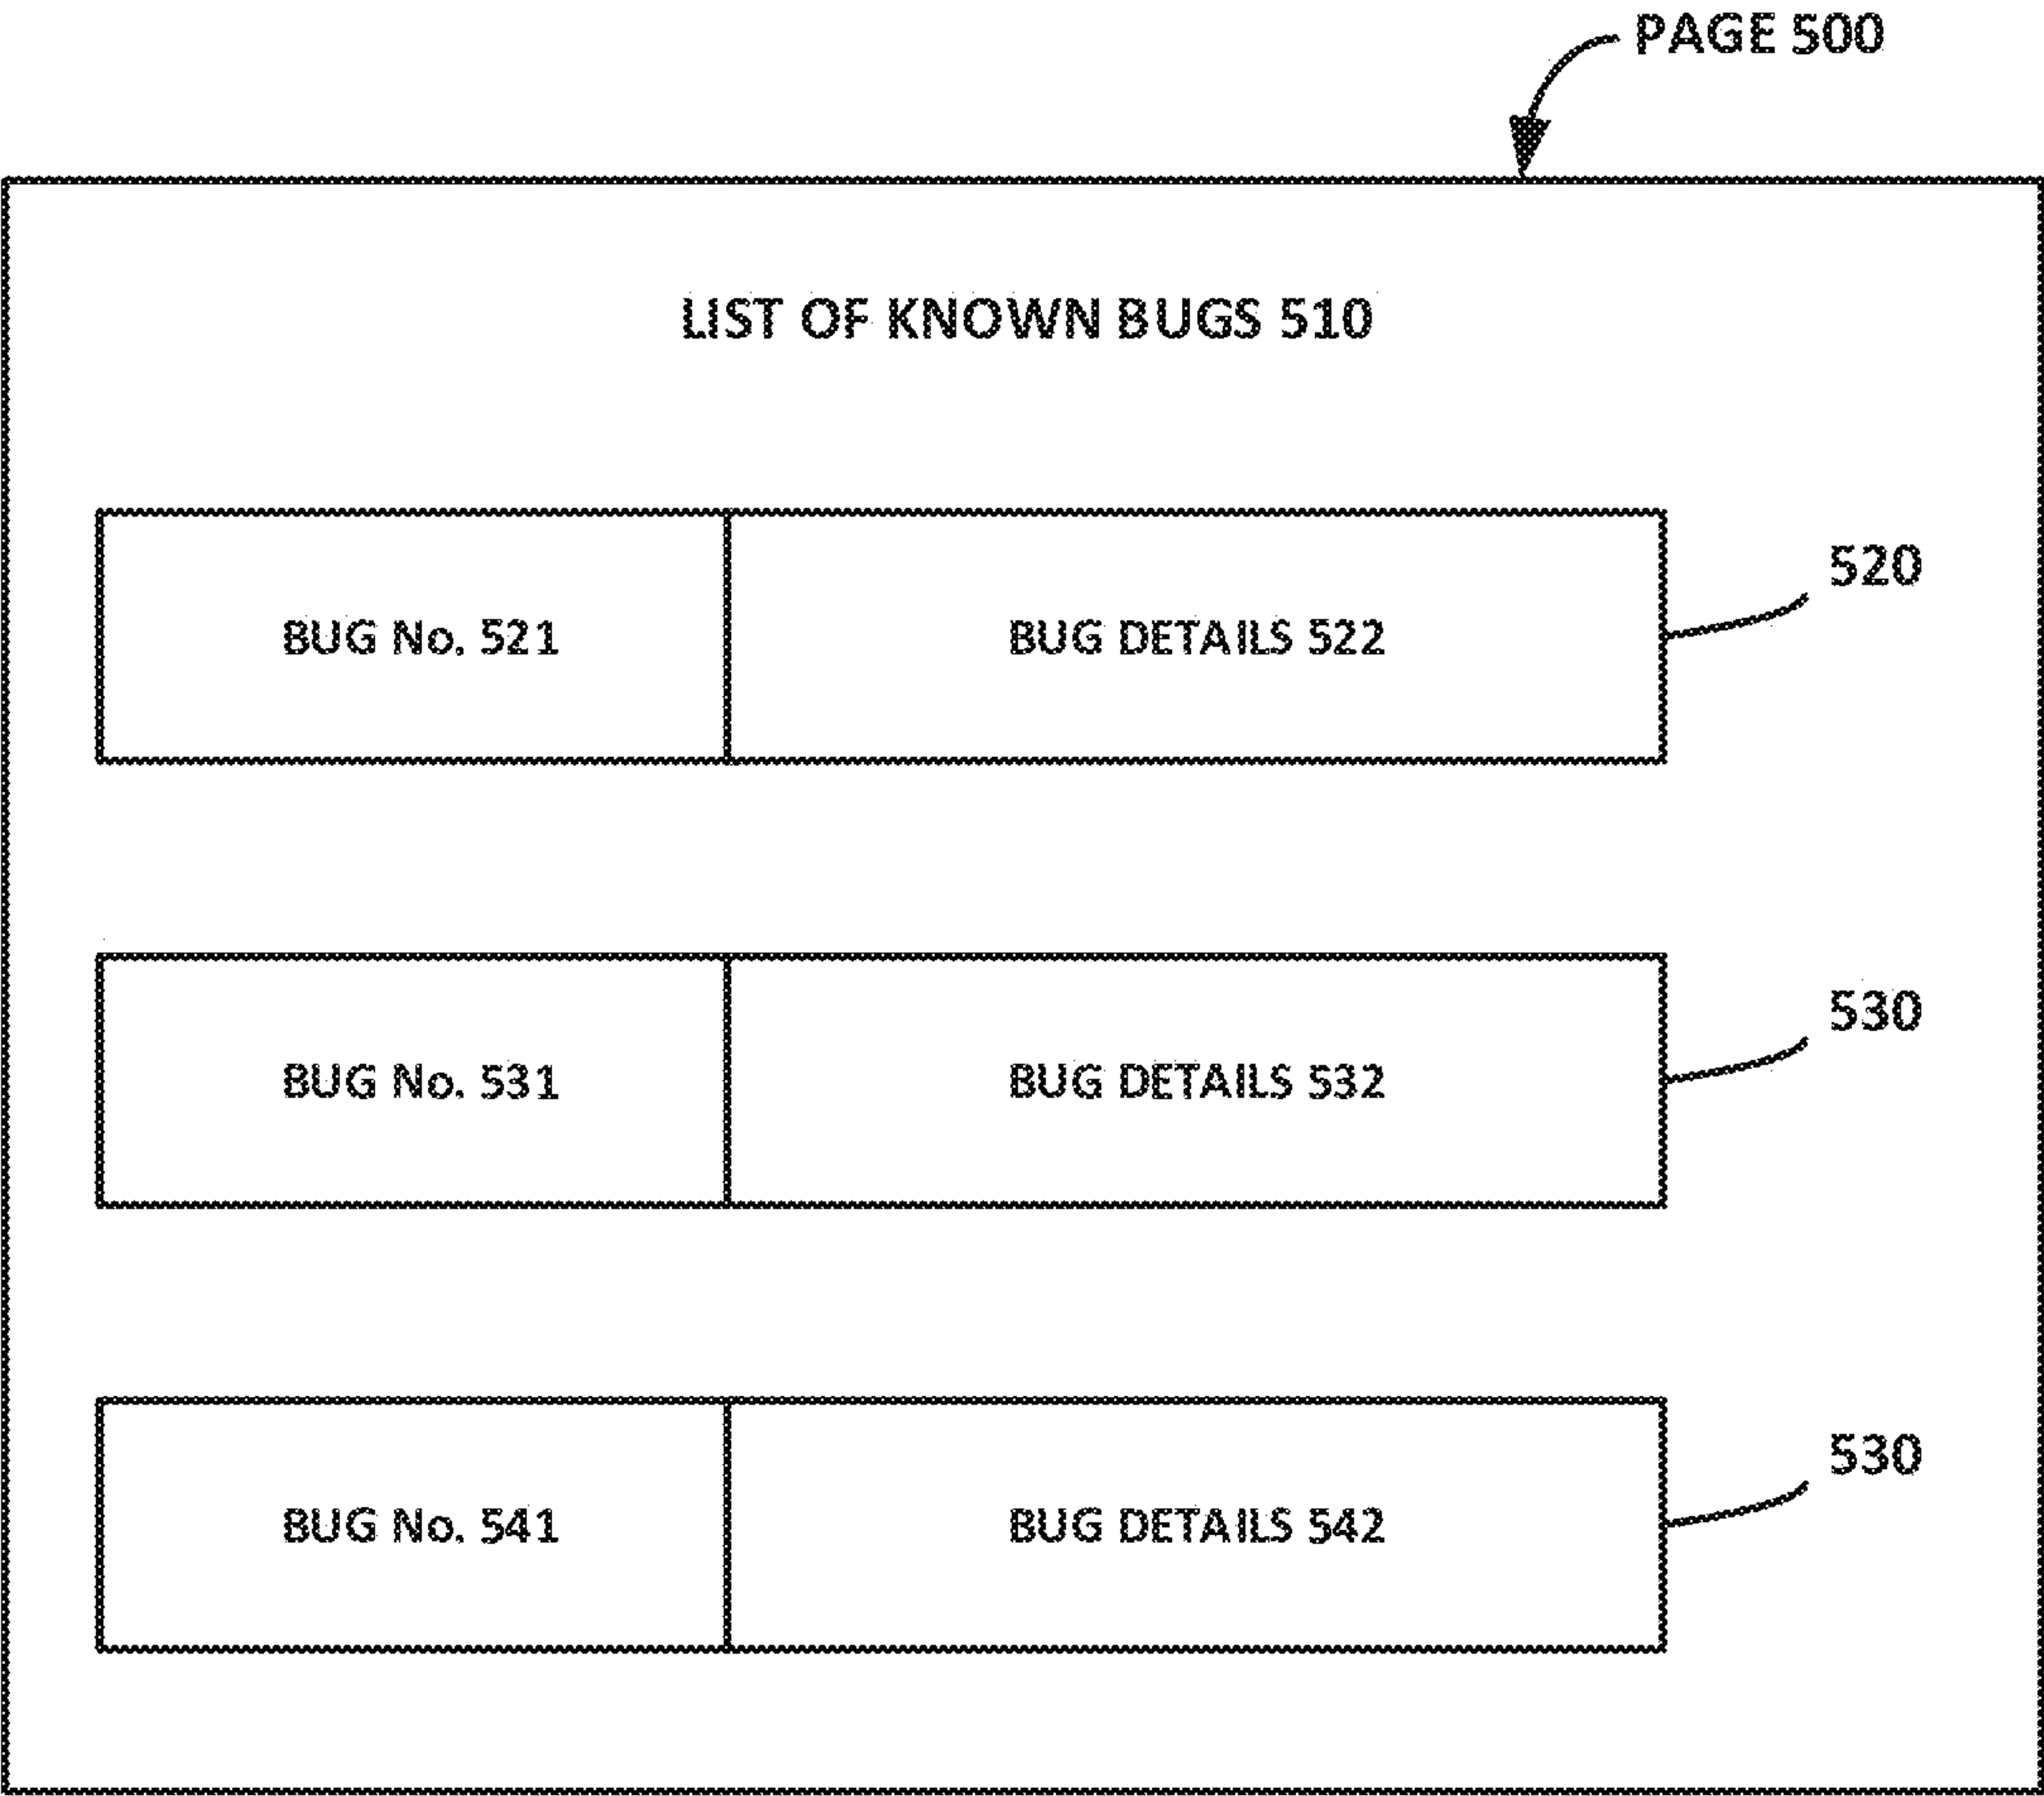 PAGE 500
LIST OF KNOWN BUGS 510
520
BUG No. 521 BUG DETAILS 522
530
BUG No. 531 BUG DETAILS 532
530
BUG No. 541 BUG DETAILS 542